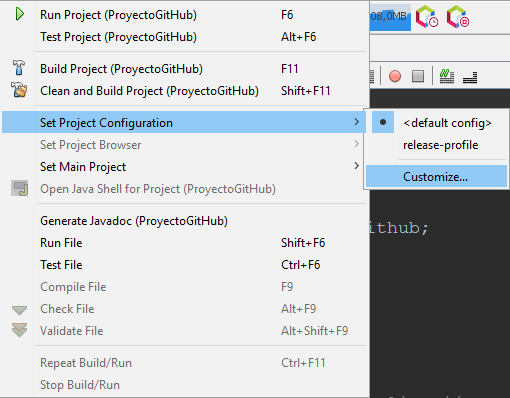 Run Project (ProyectoGitHub) F6
Test Project (ProyectoGitHub) Alt+F6
Build Project (ProyectoGitHub) F11
Clean and Build Project (ProyectoGitHub) Shift+F11
Set Project Configuration
Set Project Browser
Set Main Project
Open Java Shell for Project (ProyectoGitHub)
Generate Javadoc (ProyectoGitHub)
Run File Shift+F6
Test File Ctrl+F6
Compile File F9
Check File Alt+F9
Validate File Alt+Shift+F9
Repeat Build/Run Ctrl+F11
Stop Build/Run
08,0MB
<default config>
release-profile
Customize...
ithub;